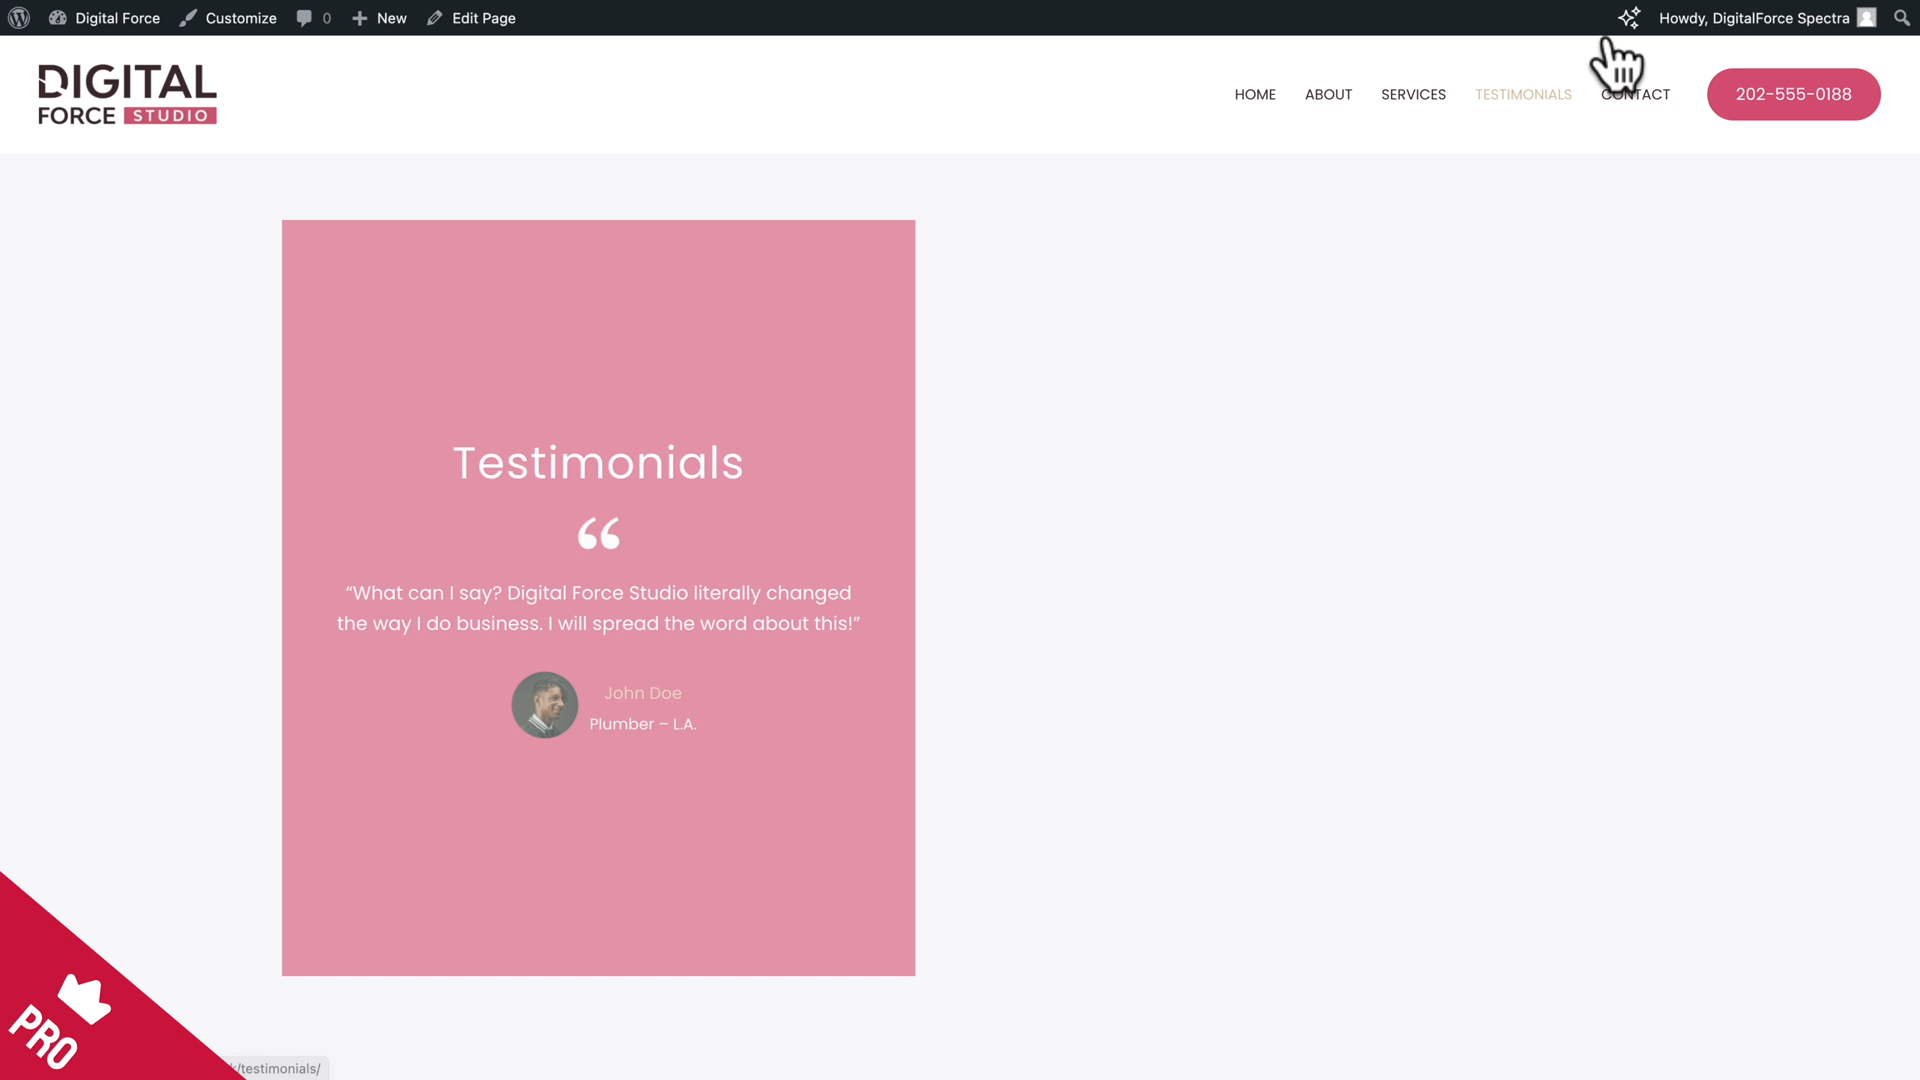 Digital Force
Customize
0
New
Edit Page
Howdy, DigitalForce Spectra
DIGITAL
FORCE STUDIO
HOME
ABOUT
SERVICES
TESTIMONIALS
CONTACT
202-555-0188
Testimonials
“
“What can I say? Digital Force Studio literally changed
the way I do business. I will spread the word about this!”
John Doe
Plumber – L.A.
PRO
/testimonials/